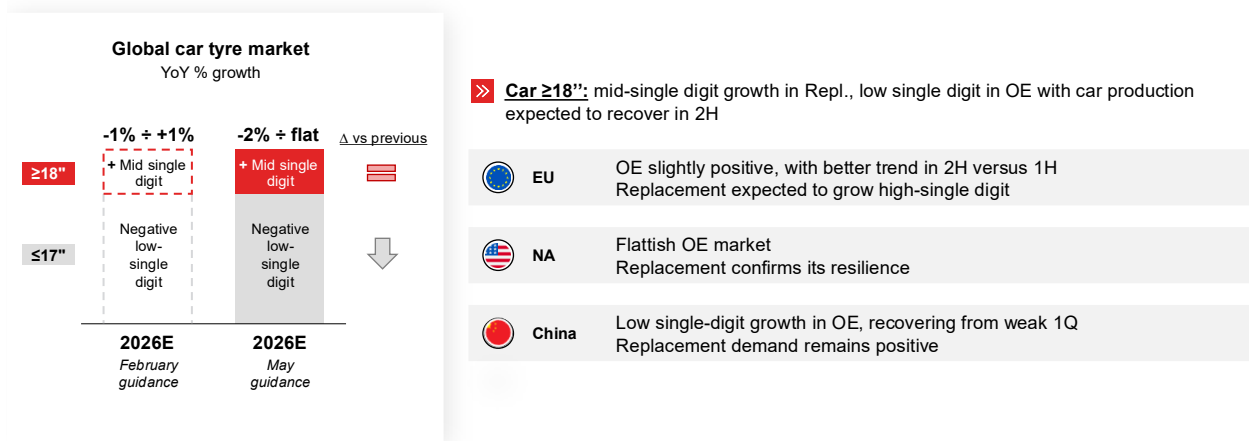 Global car tyre market
YoY % growth
-1% ÷ +1%
-2% ÷ flat
Δ vs previous
≥18"
+ Mid single
digit
+ Mid single
digit
≤17"
Negative
low-
single
digit
Negative
low-
single
digit
2026E
February
guidance
2026E
May
guidance
Car ≥18’’: mid-single digit growth in Repl., low single digit in OE with car production
expected to recover in 2H
EU
OE slightly positive, with better trend in 2H versus 1H
Replacement expected to grow high-single digit
NA
Flattish OE market
Replacement confirms its resilience
China
Low single-digit growth in OE, recovering from weak 1Q
Replacement demand remains positive